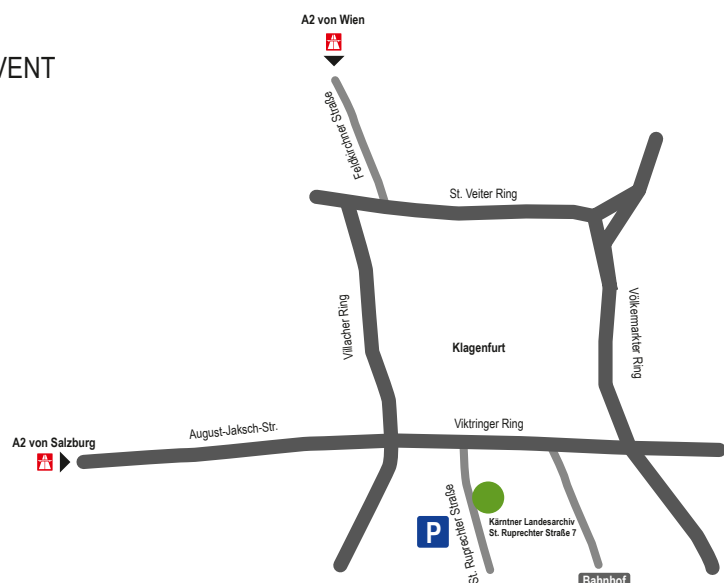 A2 von Wien
VENT
Feldkirchner Straße
St. Veiter Ring
Villacher Ring
Völkermarkter Ring
Klagenfurt
August-Jaksch-Str.
Viktringer Ring
A2 von Salzburg
St. Ruprechter Straße
P
Kärntner Landesarchiv
St. Ruprechter Straße 7
Bahnhof